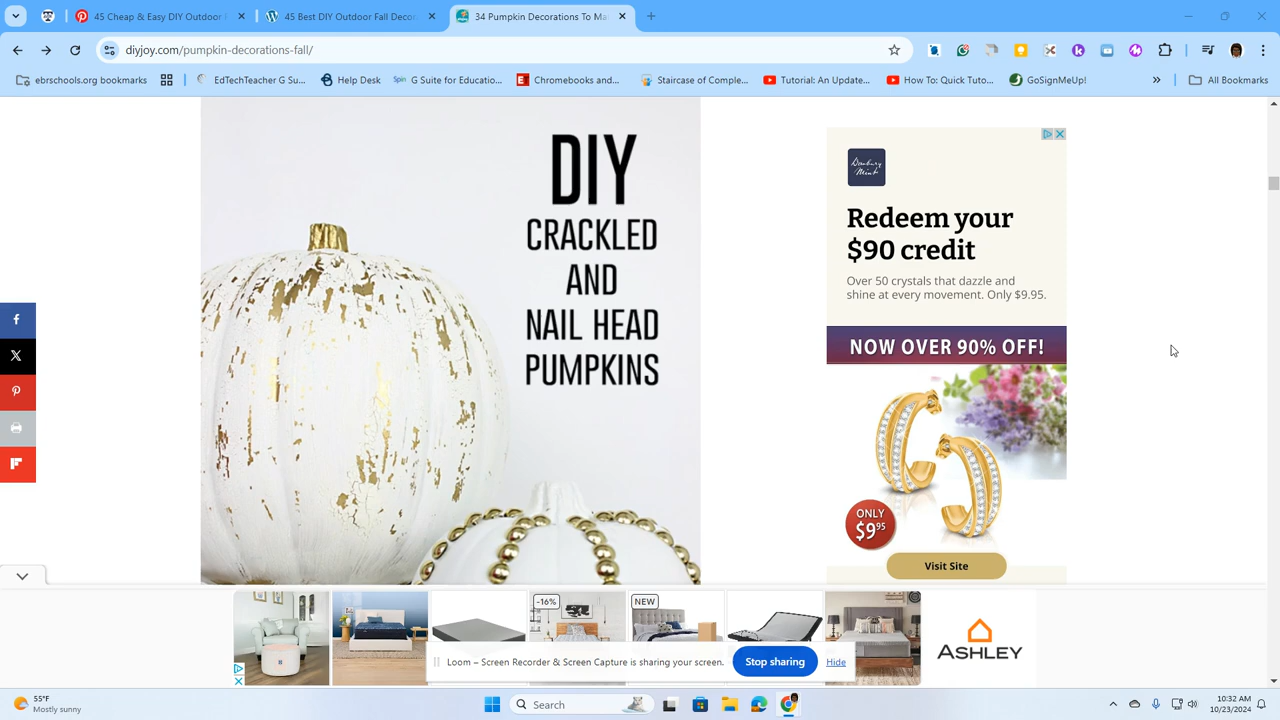 45 Cheap & Easy DIY Outdoor
45 Best DIY Outdoor Fall Decor
34 Pumpkin Decorations To Ma
diyjoy.com/pumpkin-decorations-fall/
ebrschools.org bookmarks
EdTechTeacher G Su...
Help Desk
Spin
G Suite for Educatio...
Chromebooks and...
Staircase of Comple...
Tutorial: An Update...
How To: Quick Tuto...
GoSignMeUp!
All Bookmarks
DIY
CRACKLED
AND
NAIL HEAD
PUMPKINS
Danbury
Mint
Redeem your
$90 credit
Over 50 crystals that dazzle and
shine at every movement. Only $9.95.
NOW OVER 90% OFF!
ONLY
$9.95
Visit Site
-16%
NEW
ASHLEY
Loom – Screen Recorder & Screen Capture is sharing your screen.
Stop sharing
Hide
55°F
Mostly sunny
Search
10:32 AM
10/23/2024